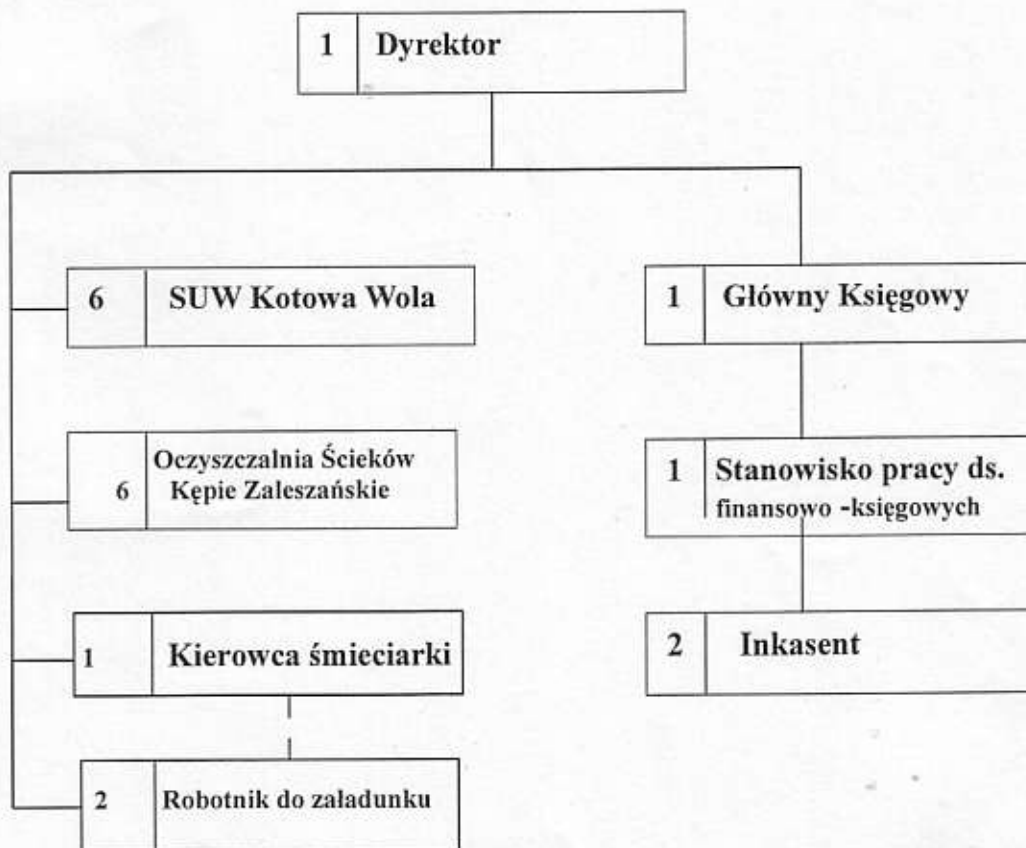 1 Dyrektor
6 SUW Kotowa Wola
6 Oczyszczalnia Ścieków
Kępie Zaleszańskie
1 Kierowca śmieciarki
2 Robotnik do załadunku
1 Główny Księgowy
1 Stanowisko pracy ds.
finansowo -księgowych
2 Inkasent